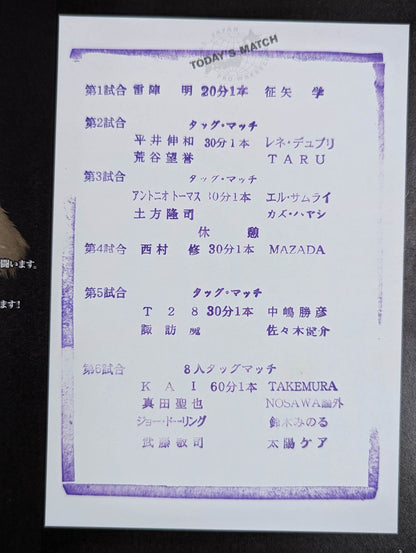 TODAY'S MATCH
第1試合 雷陣 明 20分1本 征矢 学
第2試合 タッグ・マッチ
平井伸和 30分1本 レネ・デュプリ
荒谷望誉 TARU
第3試合 タッグ・マッチ
アントニオトーマス 30分1本 エル・サムライ
土方隆司 カズ・ハヤシ
休 憩
第4試合 西村 修 30分1本 MAZADA
第5試合 タッグ・マッチ
T28 30分1本 中嶋勝彦
諏訪魔 佐々木健介
第6試合 8人タッグマッチ
KAI 60分1本 TAKEMURA
真田聖也 NOSAWA論外
ジョー・ドーリング 鈴木みのる
武藤敬司 太陽ケア
闘います。
ます!